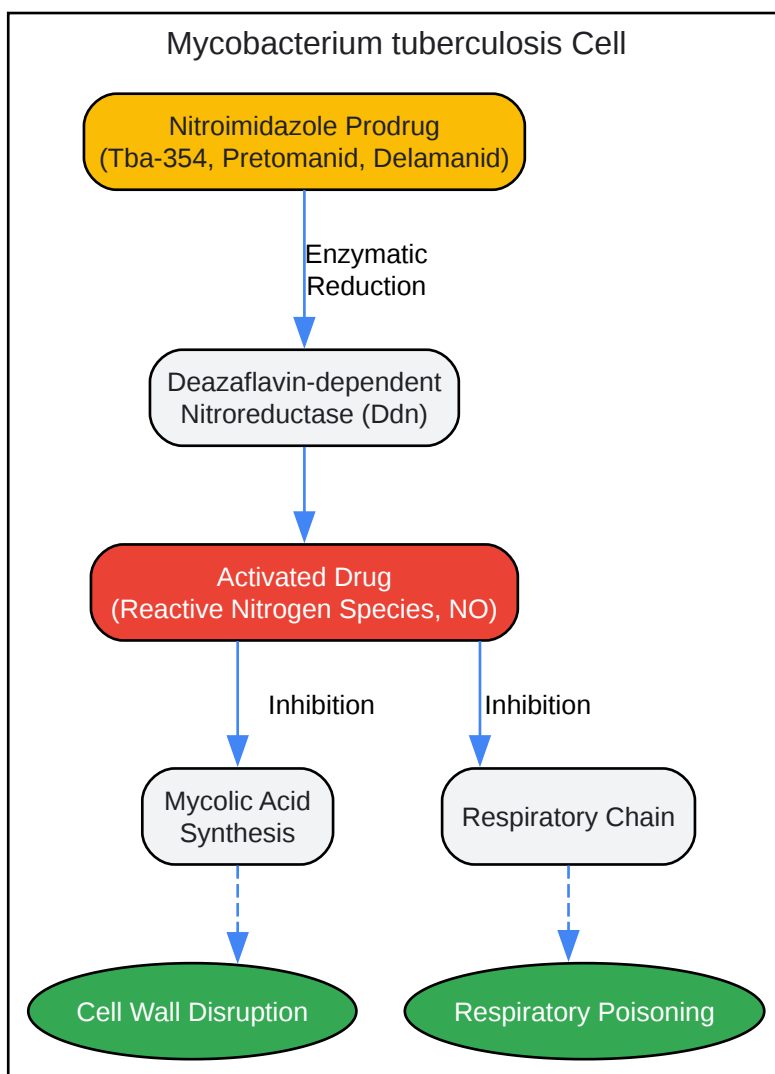 Mycobacterium tuberculosis Cell
Nitroimidazole Prodrug
(Tba-354, Pretomanid, Delamanid)
Enzymatic
Reduction
Deazaflavin-dependent
Nitroreductase (Ddn)
Activated Drug
(Reactive Nitrogen Species, NO)
Inhibition
Inhibition
Mycolic Acid
Synthesis
Respiratory Chain
Cell Wall Disruption
Respiratory Poisoning